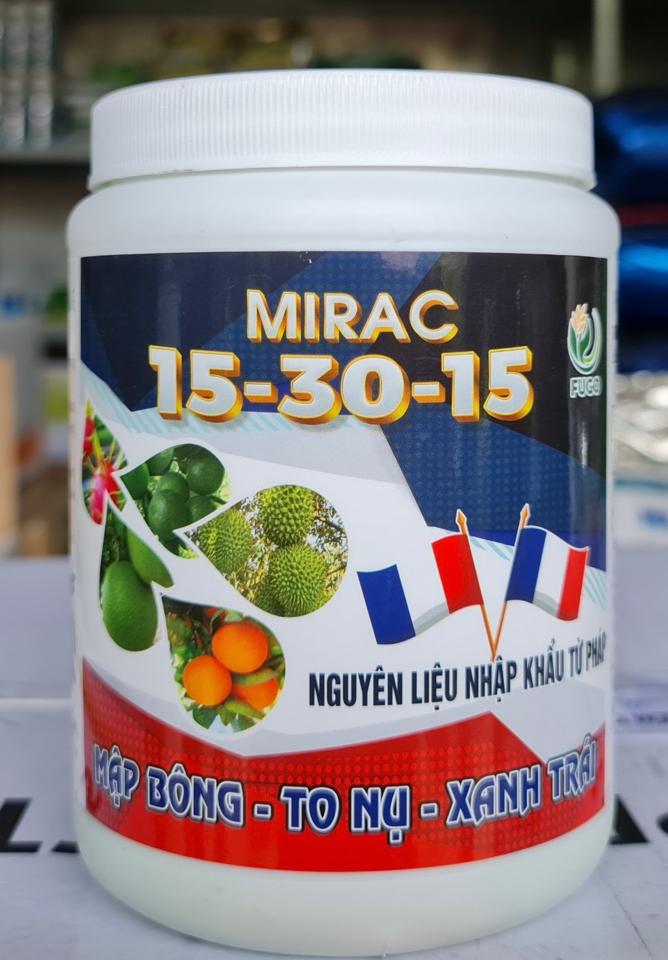 MIRAC
15-30-15
FUGO
NGUYÊN LIỆU NHẬP KHẨU TỪ PHÁP
MẬP BÔNG - TO NỤ - XANH TRÁI